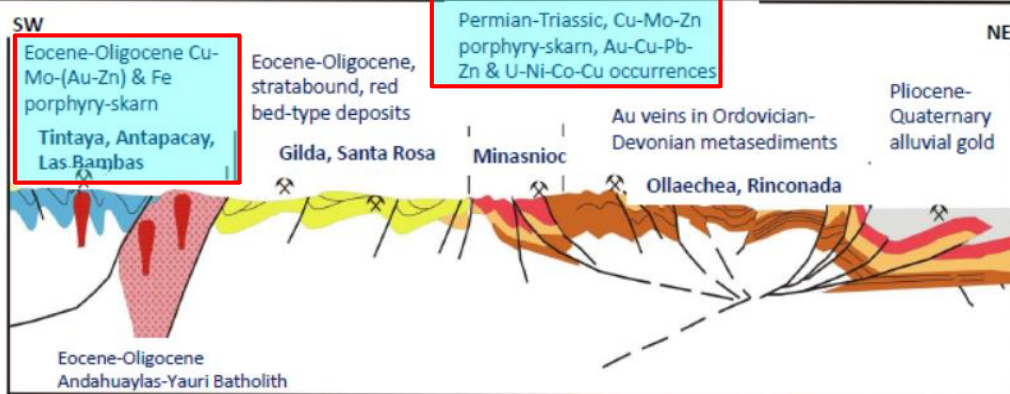 SW
NE
Eocene-Oligocene Cu-
Mo-(Au-Zn) & Fe
porphyry-skarn
Tintaya, Antapacay,
Las Bambas
Eocene-Oligocene,
stratabound, red
bed-type deposits
Gilda, Santa Rosa
Permian-Triassic, Cu-Mo-Zn
porphyry-skarn, Au-Cu-Pb-
Zn & U-Ni-Co-Cu occurrences
Minasnioc
Au veins in Ordovician-
Devonian metasediments
Ollaechea, Rinconada
Pliocene-
Quaternary
alluvial gold
Eocene-Oligocene
Andahuaylas-Yauri Batholith